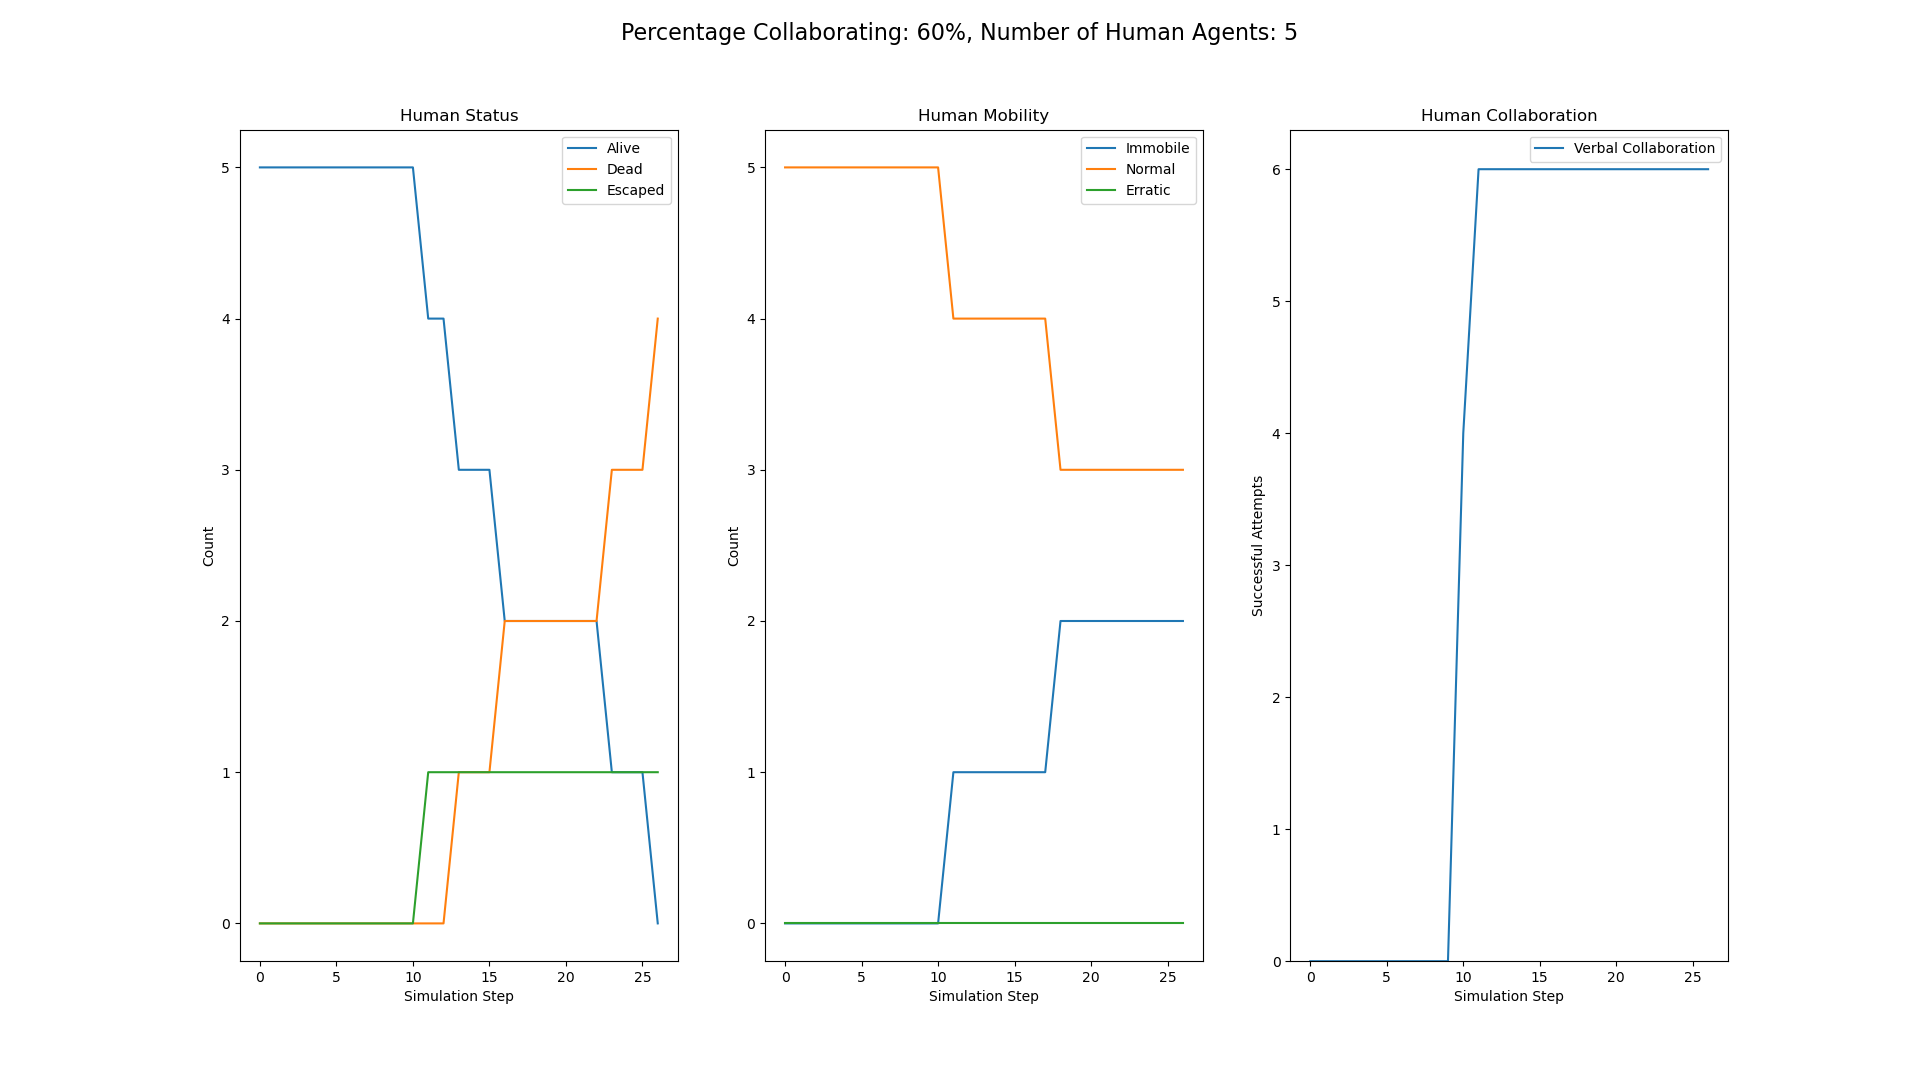 Percentage Collaborating: 60%, Number of Human Agents: 5
Human Status
Alive
Dead
Escaped
5
4
3
2
1
0
Count
0 5 10 15 20 25
Simulation Step
Human Mobility
Immobile
Normal
Erratic
5
4
3
2
1
0
Count
0 5 10 15 20 25
Simulation Step
Human Collaboration
Verbal Collaboration
6
5
4
3
2
1
0
Successful Attempts
0 5 10 15 20 25
Simulation Step